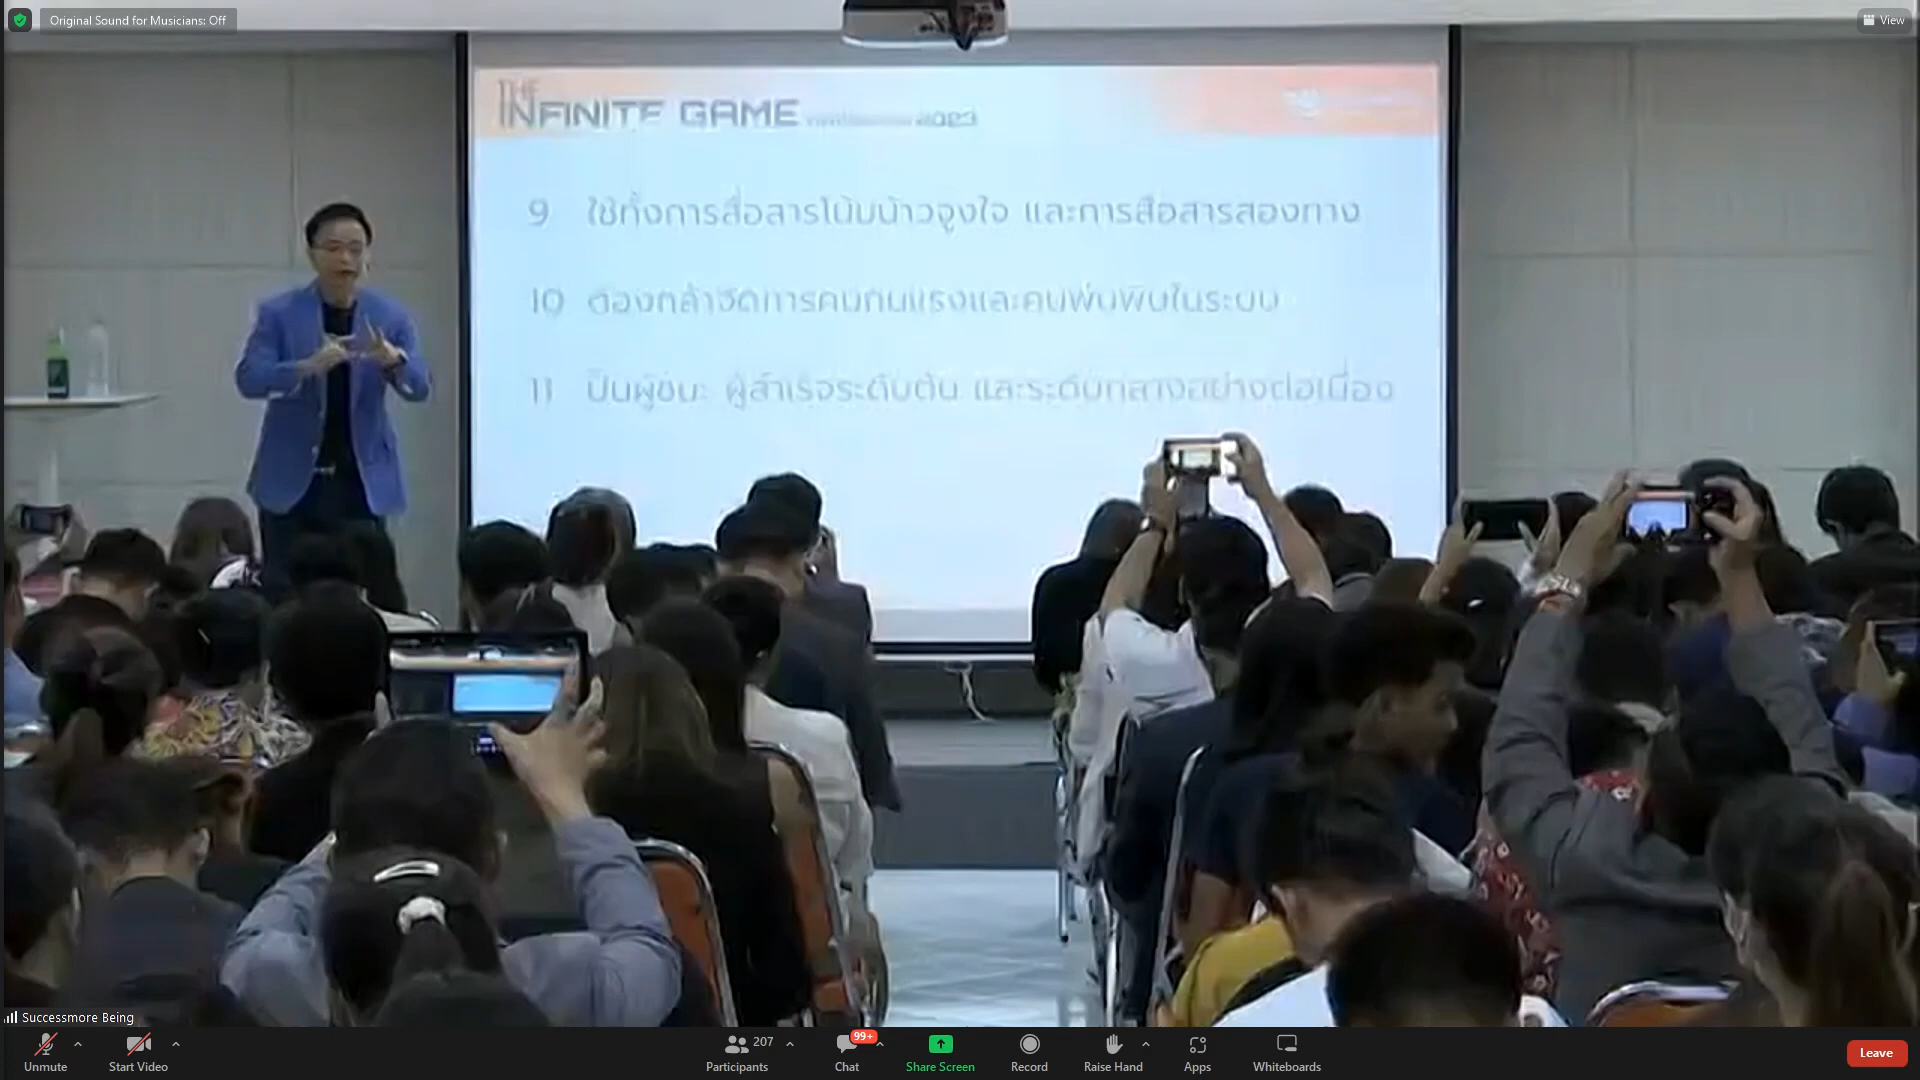 Original Sound for Musicians: Off
View
THE
INFINITE GAME 2023
9 ใช้ทั้งการสื่อสารโน้มน้าวจูงใจ และการสื่อสารสองทาง
10 ต้องกล้าจัดการคนกินแรงและคนพ่นพิษในระบบ
11 ปั้นผู้ชนะ ผู้สำเร็จระดับต้น และระดับกลางอย่างต่อเนื่อง
Successmore Being
207
99+
Unmute
Start Video
Participants
Chat
Share Screen
Record
Raise Hand
Apps
Whiteboards
Leave